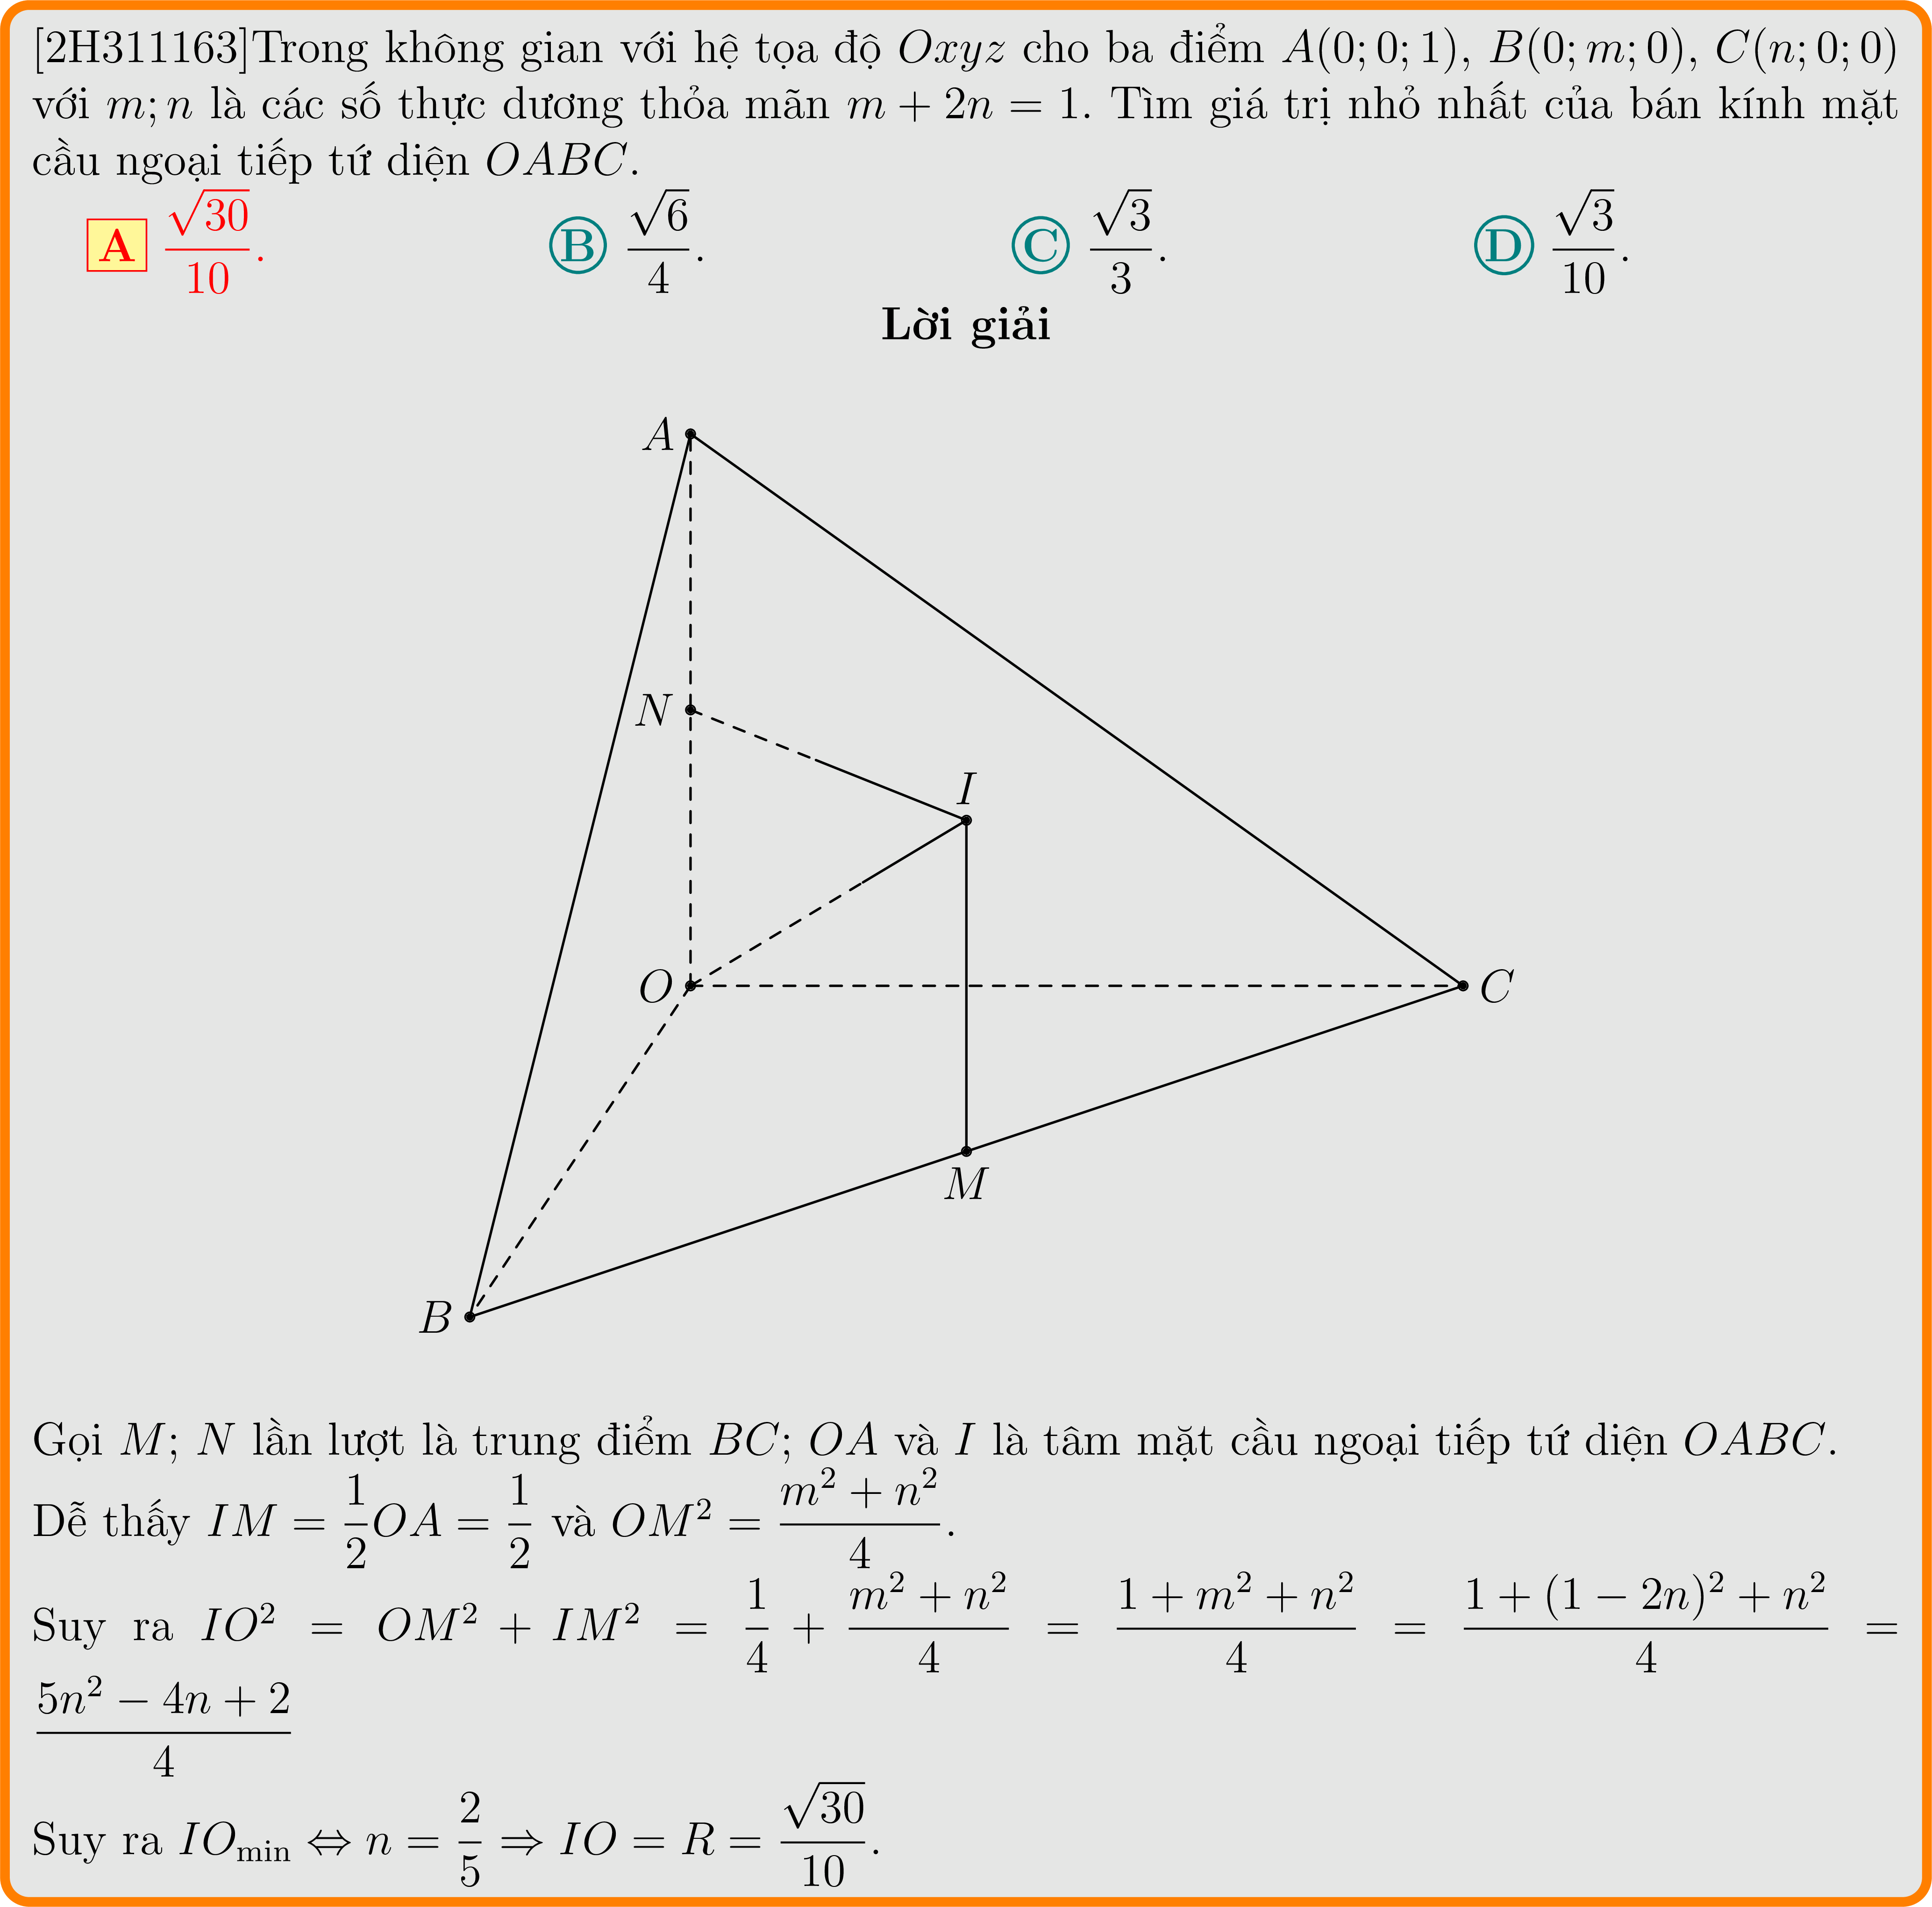 [2H311163]Trong không gian với hệ tọa độ Oxyz cho ba điểm A(0; 0; 1), B(0; m; 0), C(n; 0; 0)
với m; n là các số thực dương thỏa mãn m + 2n = 1. Tìm giá trị nhỏ nhất của bán kính mặt
cầu ngoại tiếp tứ diện OABC.
A $\frac{\sqrt{30}}{10}$. B $\frac{\sqrt{6}}{4}$. C $\frac{\sqrt{3}}{3}$. D $\frac{\sqrt{3}}{10}$.
Lời giải
A
N
I
O
C
M
B
Gọi M; N lần lượt là trung điểm BC; OA và I là tâm mặt cầu ngoại tiếp tứ diện OABC.
Dễ thấy $IM = \frac{1}{2}OA = \frac{1}{2}$ và $OM^2 = \frac{m^2 + n^2}{4}$.
Suy ra $IO^2 = OM^2 + IM^2 = \frac{1}{4} + \frac{m^2 + n^2}{4} = \frac{1 + m^2 + n^2}{4} = \frac{1 + (1 - 2n)^2 + n^2}{4} =$
$\frac{5n^2 - 4n + 2}{4}$
Suy ra $IO_{\min} \Leftrightarrow n = \frac{2}{5} \Rightarrow IO = R = \frac{\sqrt{30}}{10}$.